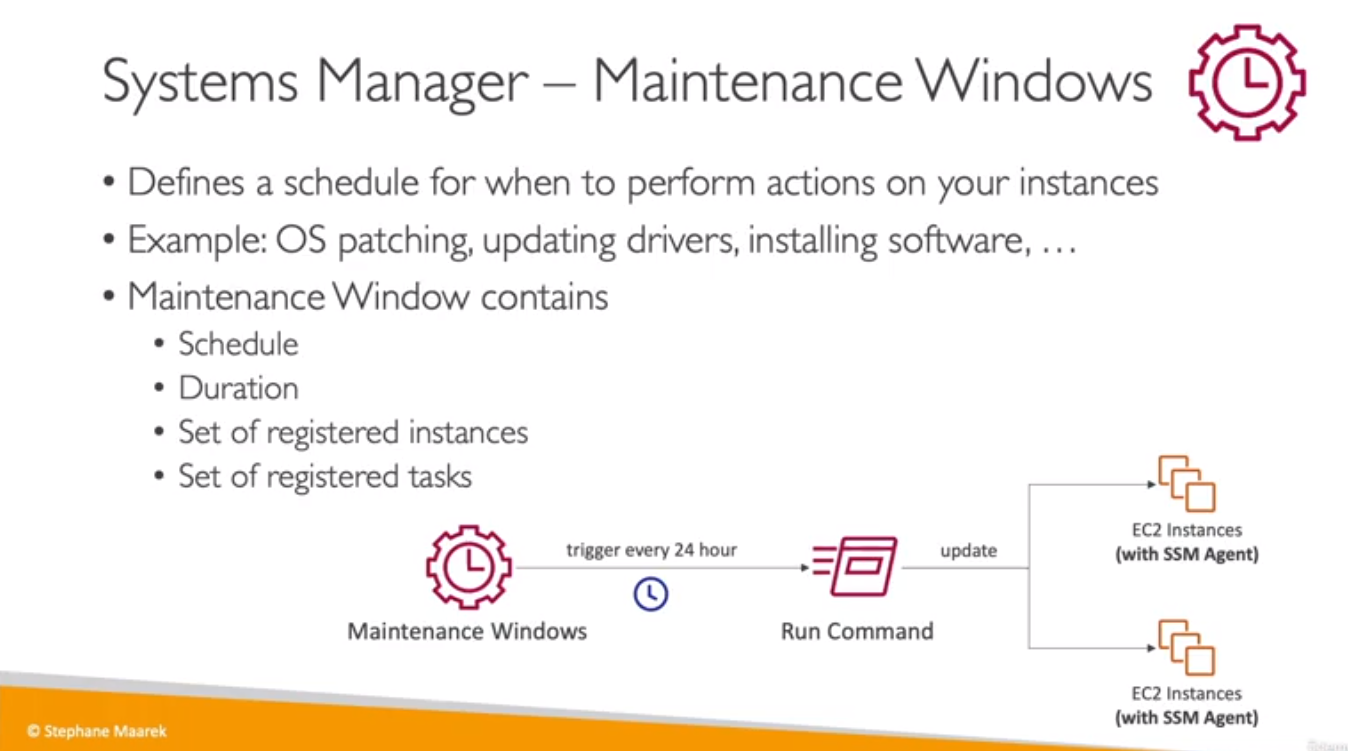 Systems Manager – Maintenance Windows
• Defines a schedule for when to perform actions on your instances
• Example: OS patching, updating drivers, installing software, …
• Maintenance Window contains
• Schedule
• Duration
• Set of registered instances
• Set of registered tasks
trigger every 24 hour
update
Maintenance Windows
Run Command
EC2 Instances
(with SSM Agent)
EC2 Instances
(with SSM Agent)
© Stephane Maarek